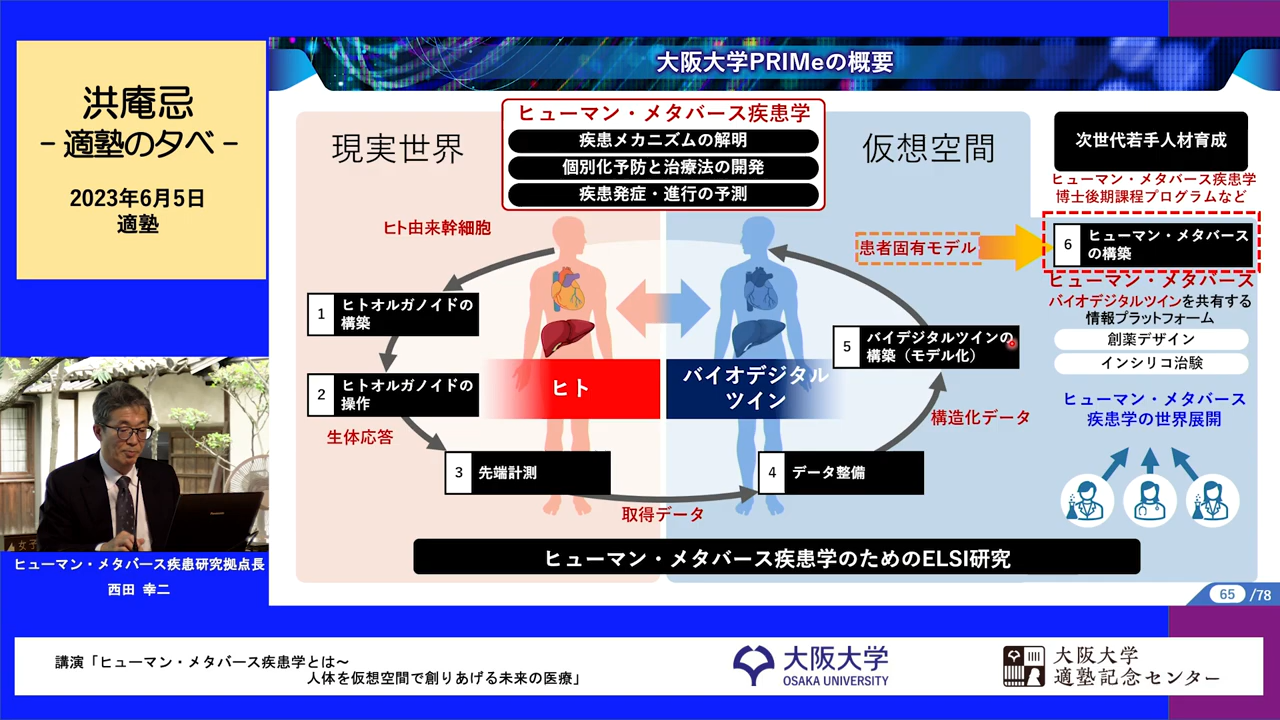 洪庵忌
- 適塾の夕べ -
2023年6月5日
適塾
ヒューマン・メタバース疾患研究拠点長
西田 幸二
大阪大学PRIMeの概要
ヒューマン・メタバース疾患学
疾患メカニズムの解明
個別化予防と治療法の開発
疾患発症・進行の予測
現実世界
仮想空間
ヒト由来幹細胞
1
ヒトオルガノイドの
構築
2
ヒトオルガノイドの
操作
生体応答
3
先端計測
取得データ
4
データ整備
構造化データ
5
バイデジタルツインの
構築（モデル化）
患者固有モデル
ヒト
バイオデジタル
ツイン
次世代若手人材育成
ヒューマン・メタバース疾患学
博士後期課程プログラムなど
6
ヒューマン・メタバース
の構築
ヒューマン・メタバース
バイオデジタルツインを共有する
情報プラットフォーム
創薬デザイン
インシリコ治験
ヒューマン・メタバース
疾患学の世界展開
ヒューマン・メタバース疾患学のためのELSI研究
65 /78
講演「ヒューマン・メタバース疾患学とは～
人体を仮想空間で創りあげる未来の医療」
大阪大学
OSAKA UNIVERSITY
大阪大学
適塾記念センター